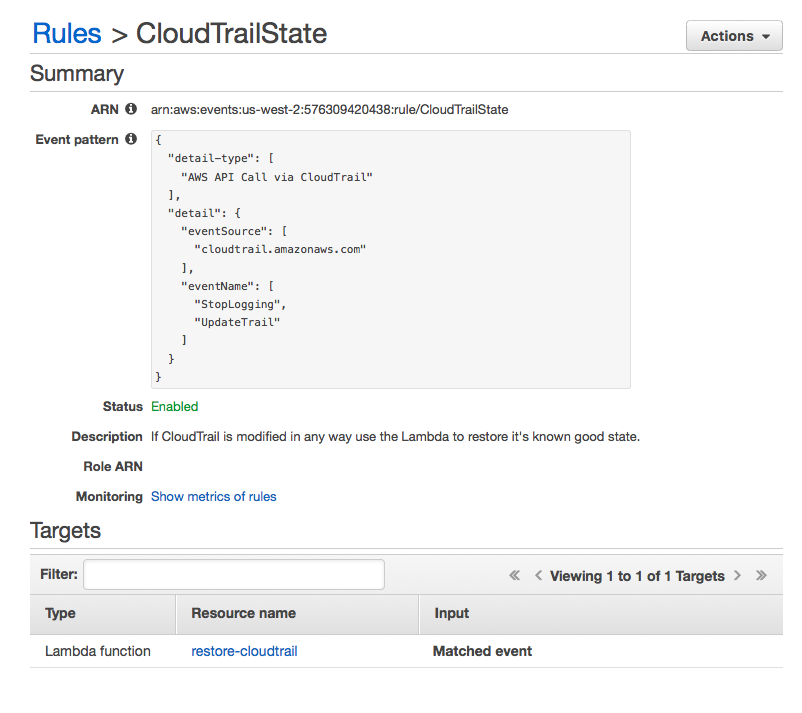 Rules > CloudTrailState
Actions
Summary
ARN arn:aws:events:us-west-2:576309420438:rule/CloudTrailState
Event pattern {
"detail-type": [
"AWS API Call via CloudTrail"
],
"detail": {
"eventSource": [
"cloudtrail.amazonaws.com"
],
"eventName": [
"StopLogging",
"UpdateTrail"
]
}
}
Status Enabled
Description If CloudTrail is modified in any way use the Lambda to restore it's known good state.
Role ARN
Monitoring Show metrics of rules
Targets
Filter: « < Viewing 1 to 1 of 1 Targets > »
Type Resource name Input
Lambda function restore-cloudtrail Matched event